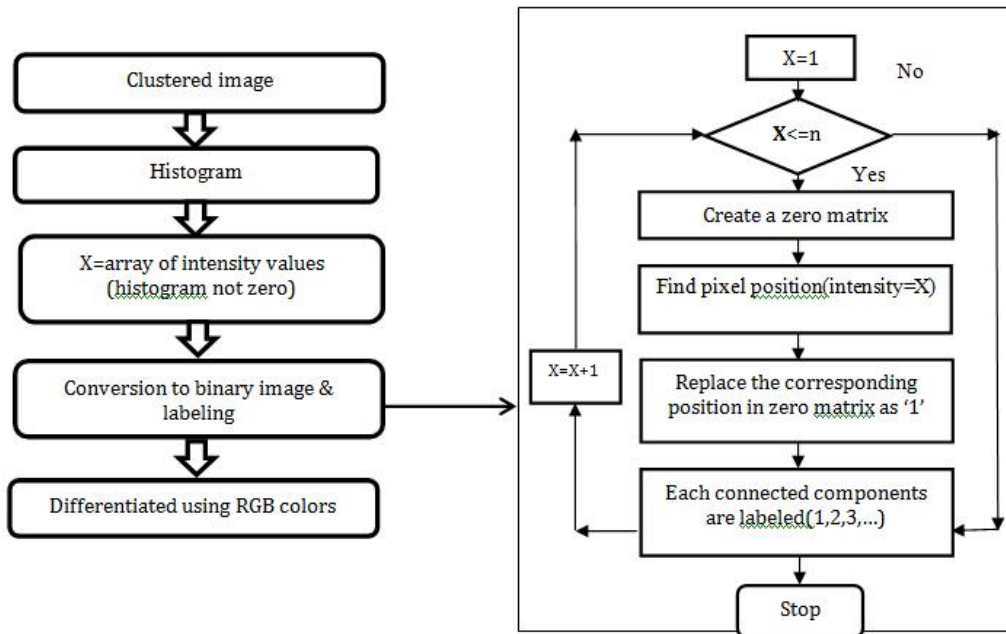 Clustered image
Histogram
X=array of intensity values
(histogram not zero)
Conversion to binary image &
labeling
Differentiated using RGB colors
X=1
No
X<=n
Yes
Create a zero matrix
Find pixel position(intensity=X)
X=X+1
Replace the corresponding
position in zero matrix as ‘1’
Each connected components
are labeled(1,2,3,...)
Stop